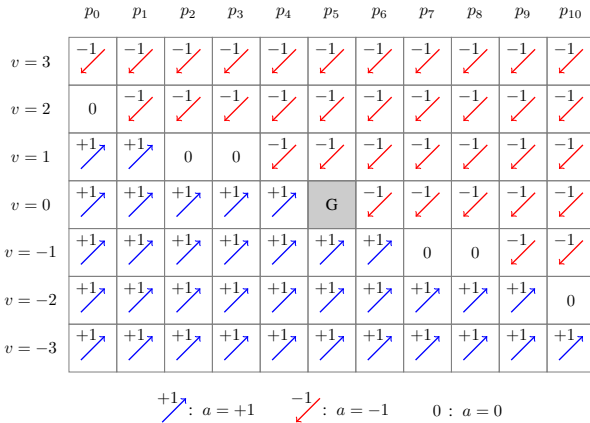 p₀ p₁ p₂ p₃ p₄ p₅ p₆ p₇ p₈ p₉ p₁₀
v = 3 −1 −1 −1 −1 −1 −1 −1 −1 −1 −1 −1
v = 2 0 −1 −1 −1 −1 −1 −1 −1 −1 −1 −1
v = 1 +1 +1 0 0 −1 −1 −1 −1 −1 −1 −1
v = 0 +1 +1 +1 +1 +1 G −1 −1 −1 −1 −1
v = −1 +1 +1 +1 +1 +1 +1 +1 0 0 −1 −1
v = −2 +1 +1 +1 +1 +1 +1 +1 +1 +1 +1 0
v = −3 +1 +1 +1 +1 +1 +1 +1 +1 +1 +1 +1
+1 : a = +1 −1 : a = −1 0 : a = 0